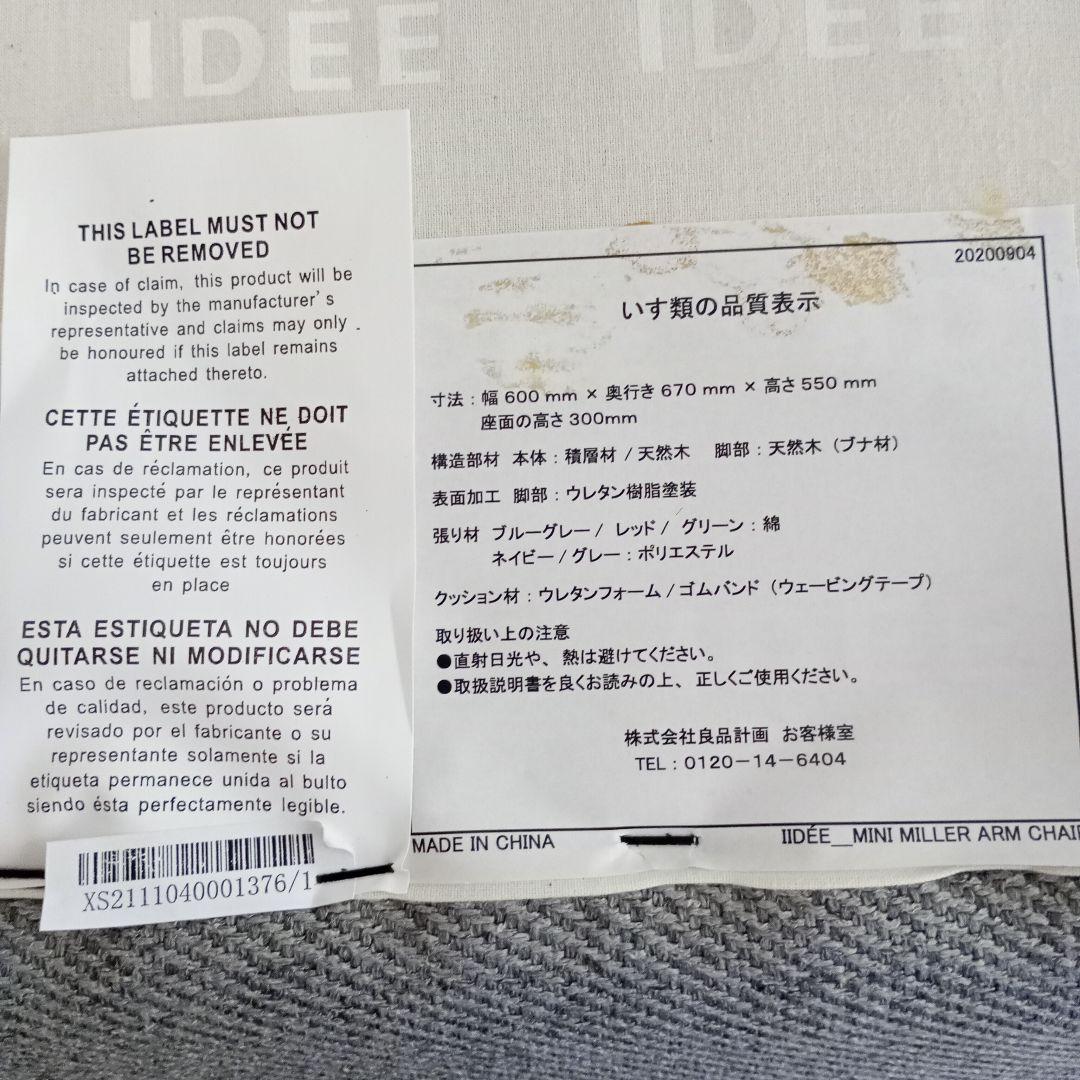 IDÉE IDÉE
THIS LABEL MUST NOT
BE REMOVED
In case of claim, this product will be
inspected by the manufacturer's
representative and claims may only
be honoured if this label remains
attached thereto.
CETTE ÉTIQUETTE NE DOIT
PAS ÊTRE ENLEVÉE
En cas de réclamation, ce produit
sera inspecté par le représentant
du fabricant et les réclamations
peuvent seulement être honorées
si cette étiquette est toujours
en place
ESTA ESTIQUETA NO DEBE
QUITARSE NI MODIFICARSE
En caso de reclamación o problema
de calidad, este producto será
revisado por el fabricante o su
representante solamente si la
etiqueta permanece unida al bulto
siendo ésta perfectamente legible.
XS2111040001376/1
20200904
いす類の品質表示
寸法：幅 600 mm × 奥行き 670 mm × 高さ 550 mm
座面の高さ 300mm
構造部材 本体：積層材 / 天然木 脚部：天然木（ブナ材）
表面加工 脚部：ウレタン樹脂塗装
張り材 ブルーグレー / レッド / グリーン：綿
ネイビー / グレー：ポリエステル
クッション材：ウレタンフォーム / ゴムバンド（ウェービングテープ）
取り扱い上の注意
●直射日光や、熱は避けてください。
●取扱説明書を良くお読みの上、正しくご使用ください。
株式会社良品計画 お客様室
TEL：0120－14－6404
MADE IN CHINA IIDÉE__MINI MILLER ARM CHAIR